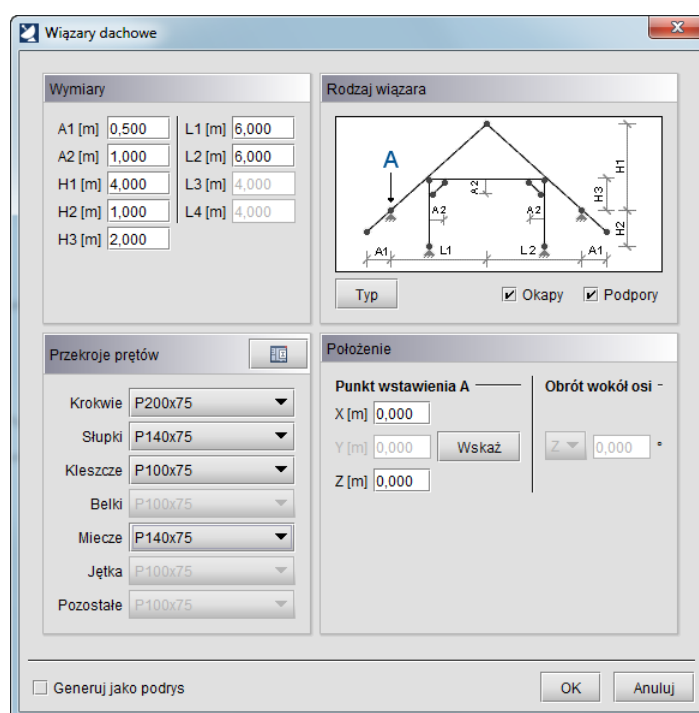 Wiązary dachowe
Wymiary
A1 [m] 0,500
A2 [m] 1,000
H1 [m] 4,000
H2 [m] 1,000
H3 [m] 2,000
L1 [m] 6,000
L2 [m] 6,000
L3 [m] 4,000
L4 [m] 4,000
Rodzaj wiązara
A
H1
H3
H2
A2
A2
A2
A1
L1
L2
A1
Typ
Okapy
Podpory
Przekroje prętów
Krokwie P200x75
Słupki P140x75
Kleszcze P100x75
Belki P100x75
Miecze P140x75
Jętka P100x75
Pozostałe P100x75
Położenie
Punkt wstawienia A
X [m] 0,000
Y [m] 0,000
Wskaż
Z [m] 0,000
Obrót wokół osi
Z 0,000 °
Generuj jako podrys
OK
Anuluj